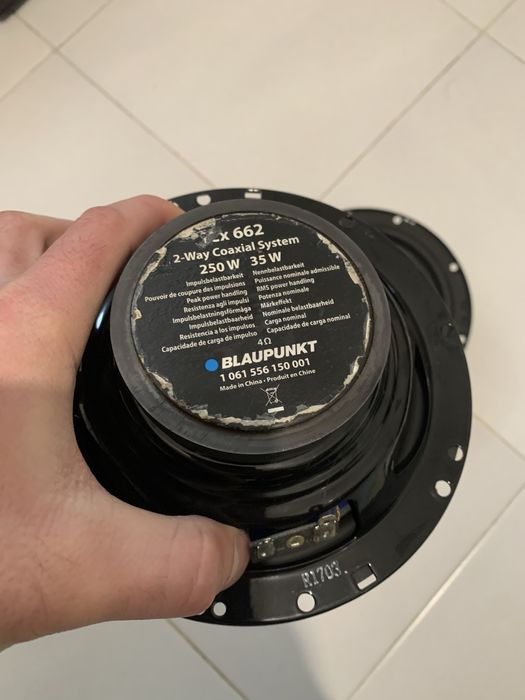 662
2-Way Coaxial System
250 W 35 W
Impulsbelastbarkeit Nennbelastbarkeit
Pouvoir de coupure des impulsions Puissance nominale admissible
Peak power handling RMS power handling
Resistenza agli impulsi Potenza nominale
Impulsbelastningsförmåga Märkeffekt
Impulsbelastbaarheid Nominale belastbaarheid
Resistencia a los impulsos Carga nominal
Capacidade de carga de impulso Capacidade de carga nominal
4 Ω
BLAUPUNKT
1 061 556 150 001
Made in China • Produit en Chine
R1703